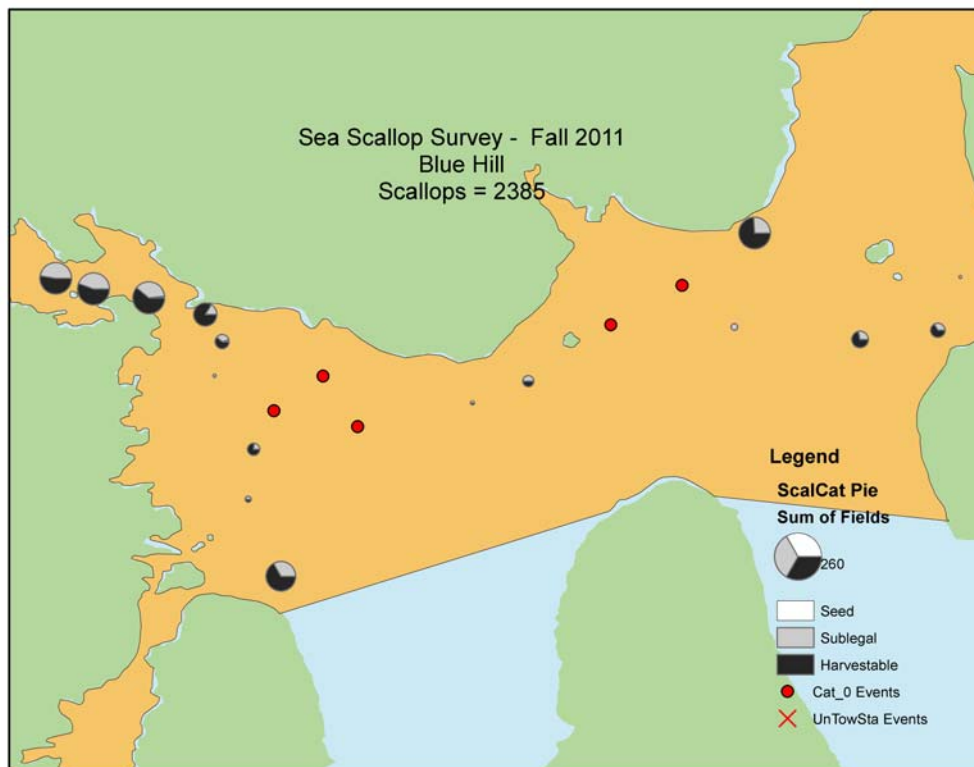 Sea Scallop Survey -  Fall 2011
Blue Hill
Scallops = 2385
Legend
ScalCat Pie
Sum of Fields
260
Seed
Sublegal
Harvestable
Cat_0 Events
UnTowSta Events